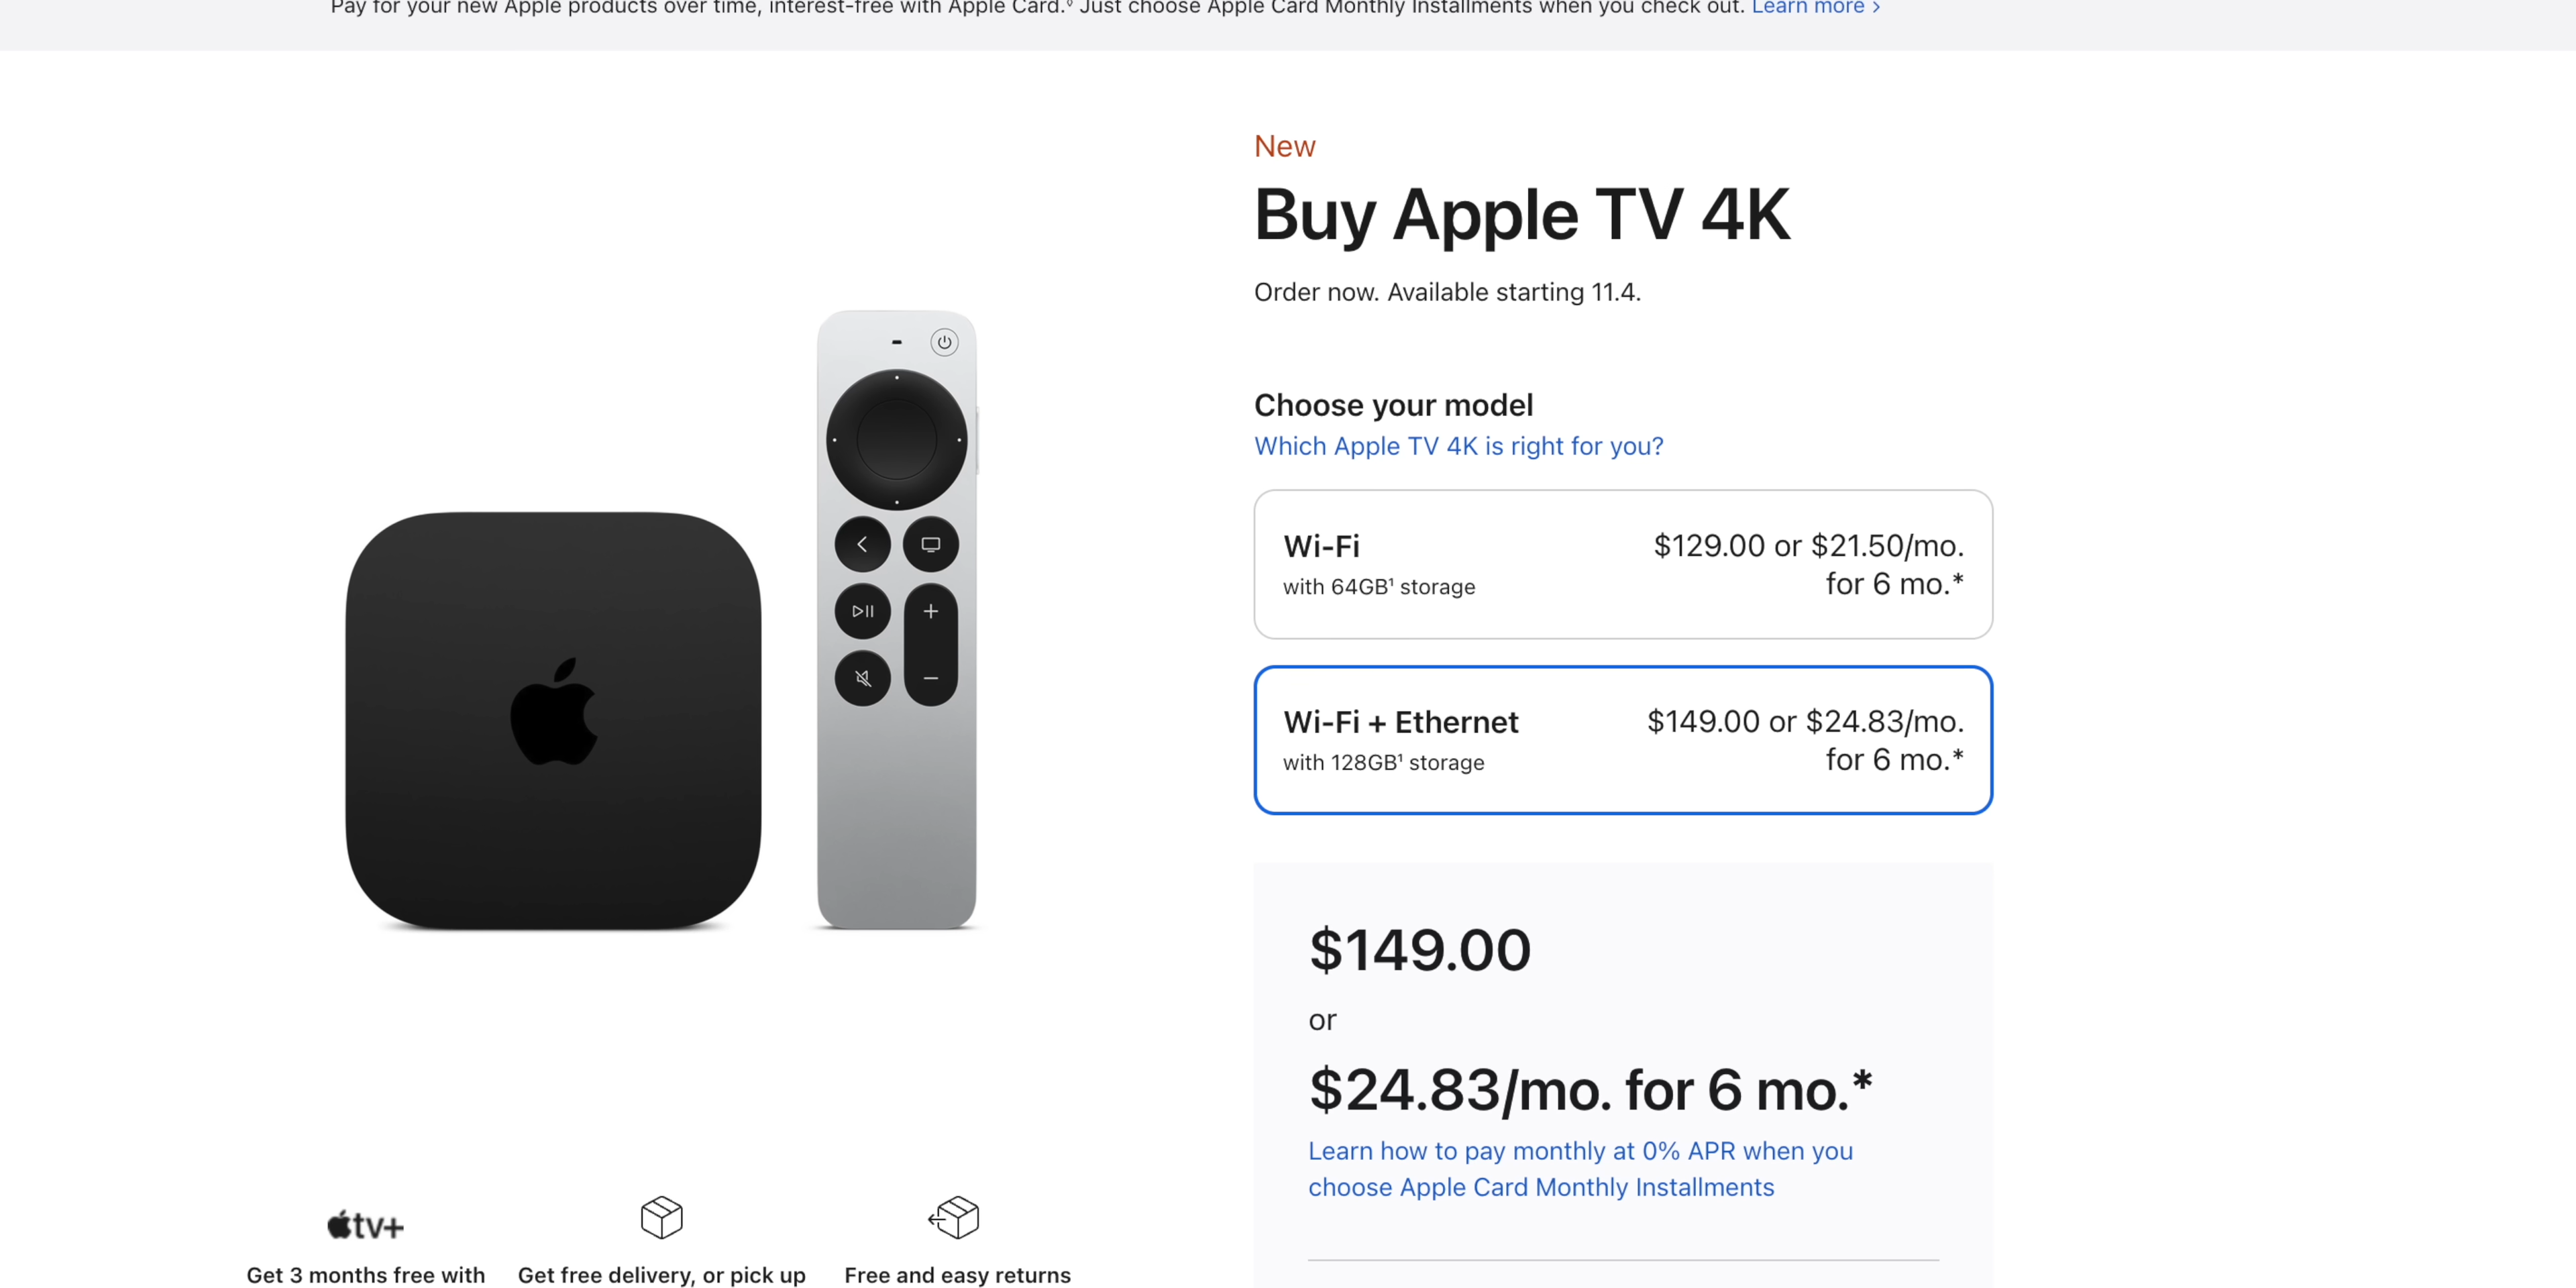 Pay for your new Apple products over time, interest-free with Apple Card.◊ Just choose Apple Card Monthly Installments when you check out. Learn more >
New
Buy Apple TV 4K
Order now. Available starting 11.4.
Choose your model
Which Apple TV 4K is right for you?
Wi-Fi
$129.00 or $21.50/mo.
with 64GB¹ storage
for 6 mo.*
Wi-Fi + Ethernet
$149.00 or $24.83/mo.
with 128GB¹ storage
for 6 mo.*
$149.00
or
$24.83/mo. for 6 mo.*
Learn how to pay monthly at 0% APR when you
choose Apple Card Monthly Installments
tv+
Get 3 months free with
Get free delivery, or pick up
Free and easy returns